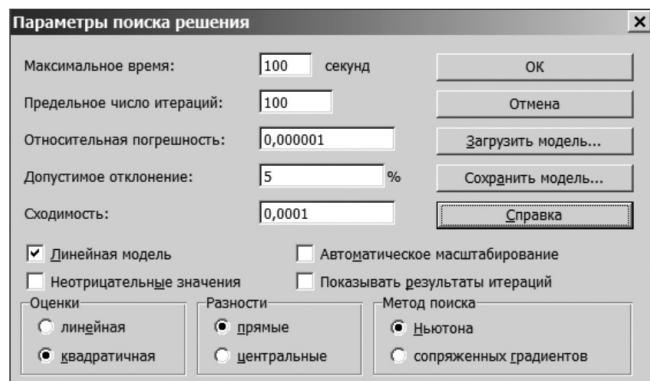 Параметры поиска решения
Максимальное время: 100 секунд ОК
Предельное число итераций: 100 Отмена
Относительная погрешность: 0,000001 Загрузить модель...
Допустимое отклонение: 5 % Сохранить модель...
Сходимость: 0,0001 Справка
Линейная модель Автоматическое масштабирование
Неотрицательные значения Показывать результаты итераций
Оценки Разности Метод поиска
линейная прямые Ньютона
квадратичная центральные сопряженных градиентов